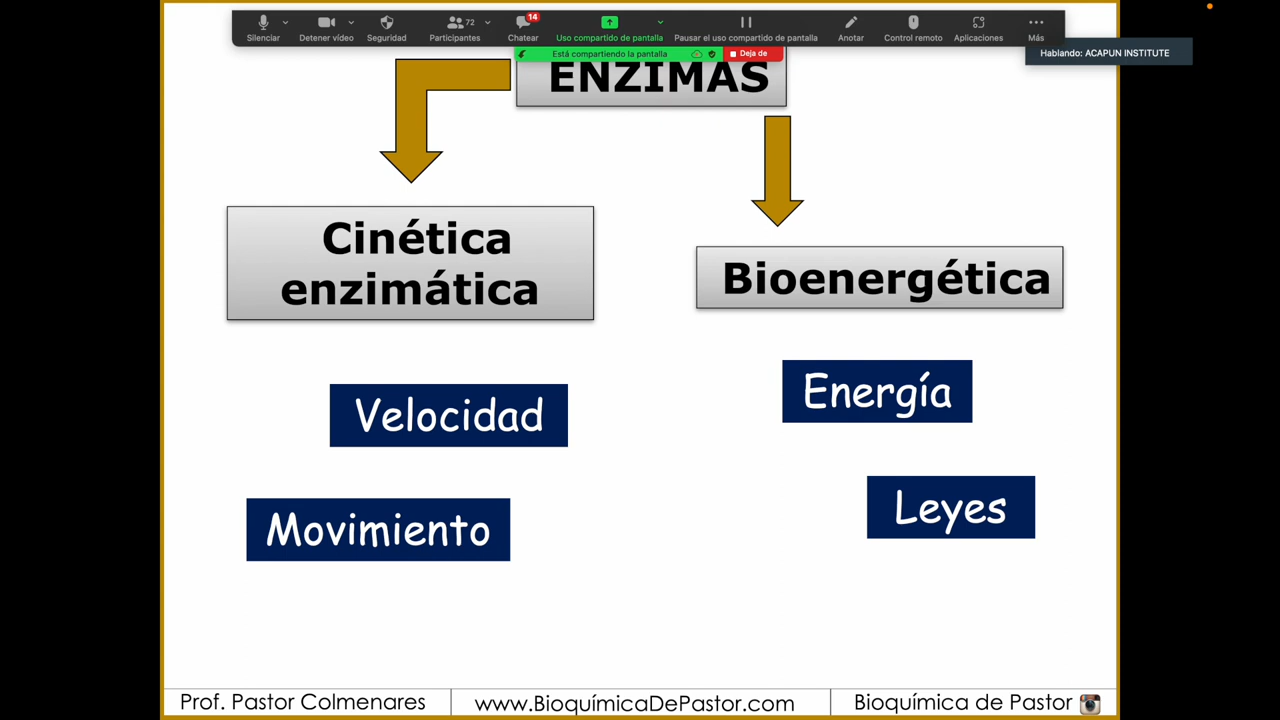 14
72
Silenciar
Detener vídeo
Seguridad
Participantes
Chatear
Uso compartido de pantalla
Pausar el uso compartido de pantalla
Anotar
Control remoto
Aplicaciones
Más
Está compartiendo la pantalla
Deja de
Hablando: ACAPUN INSTITUTE
ENZIMAS
Cinética
enzimática
Bioenergética
Velocidad
Energía
Movimiento
Leyes
Prof. Pastor Colmenares
www.BioquímicaDePastor.com
Bioquímica de Pastor